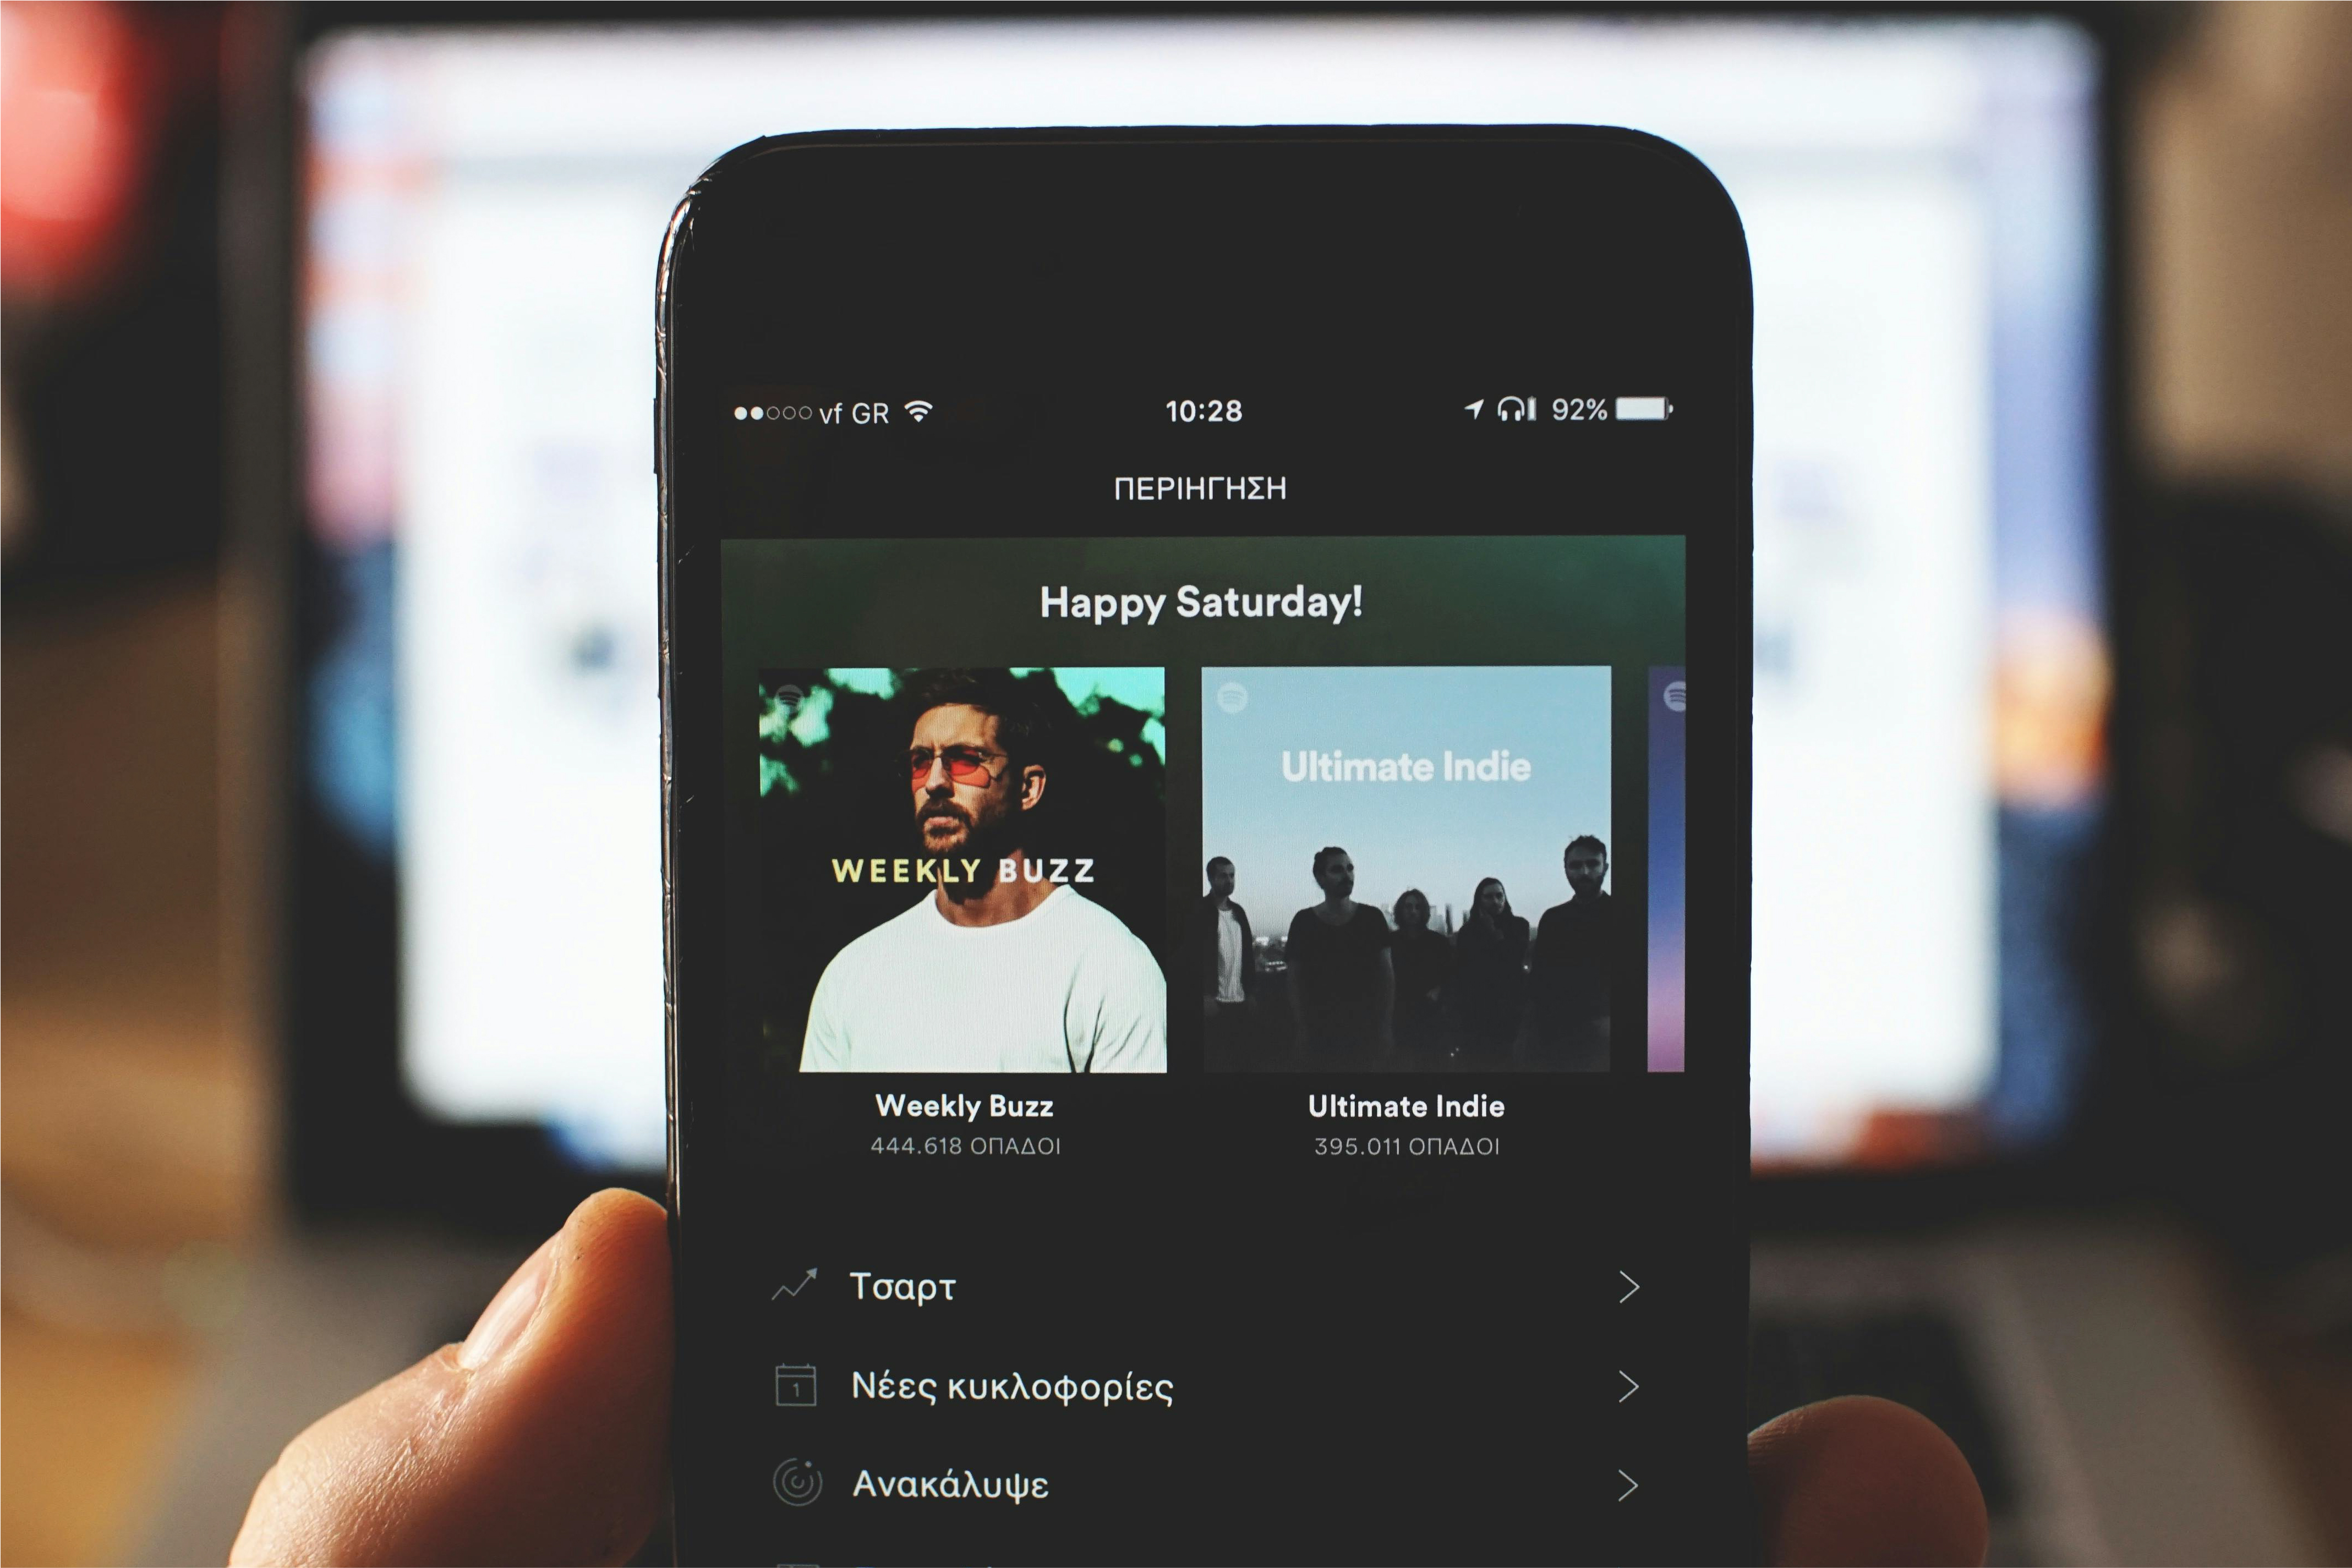 vf GR 10:28 92%
ΠΕΡΙΗΓΗΣΗ
Happy Saturday!
WEEKLY BUZZ
Ultimate Indie
Weekly Buzz
Ultimate Indie
444.618 ΟΠΑΔΟΙ
395.011 ΟΠΑΔΟΙ
Τσαρτ
1
Νέες κυκλοφορίες
Ανακάλυψε